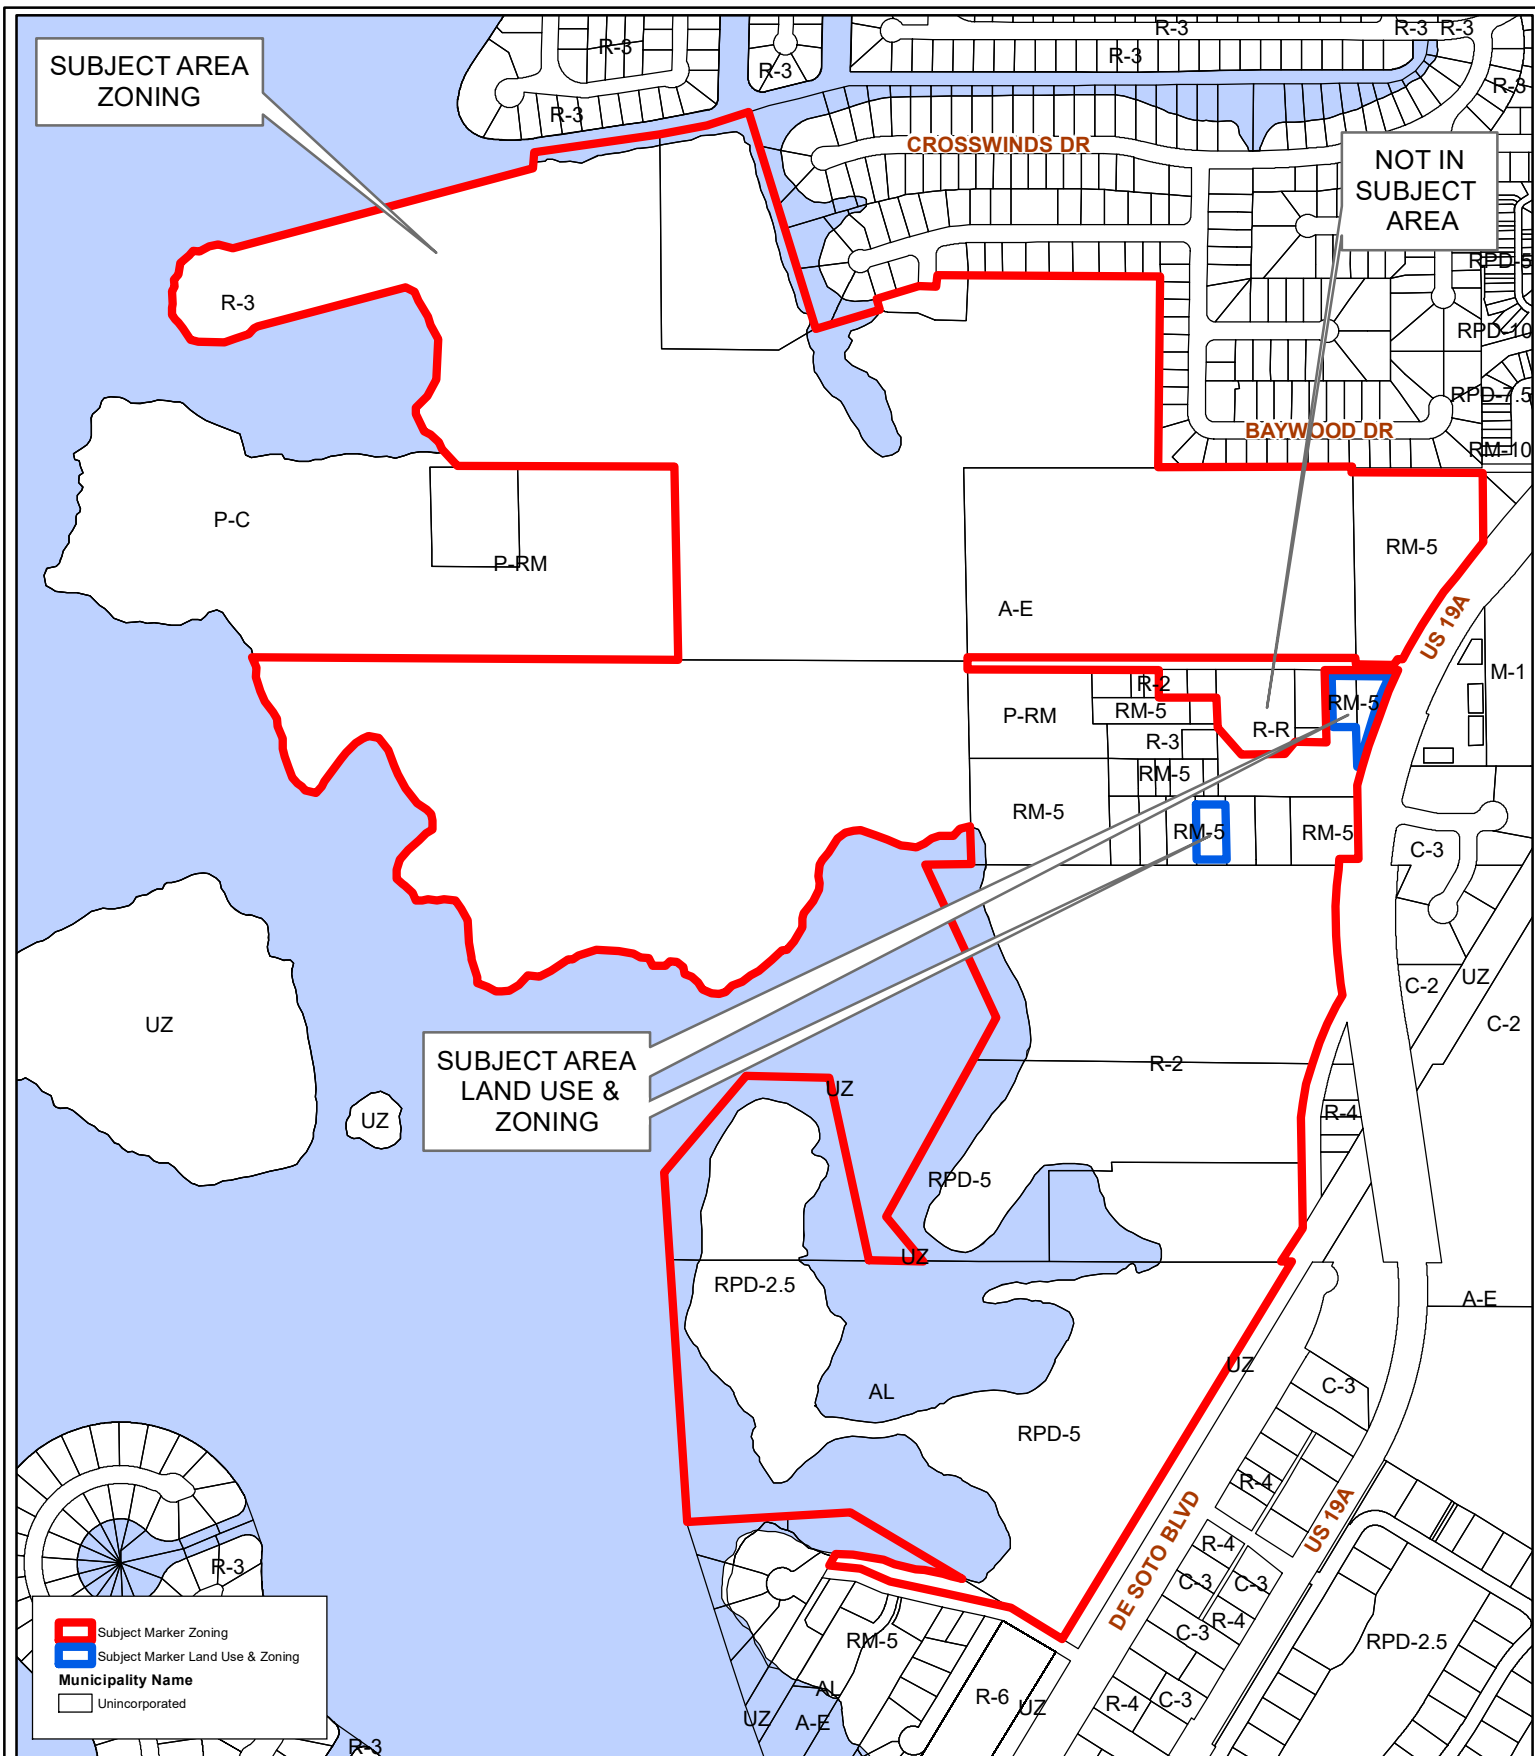 R-3
R-3
R-3 R-3
SUBJECT AREA
ZONING
R-3
R-3
R-3
R-3
CROSSWINDS DR
NOT IN
SUBJECT
AREA
RPD-5
R-3
RPD-10
RPD-7.5
BAYWOOD DR
RM-10
P-C
RM-5
P-RM
A-E
US 19A
M-1
R-2
RM-5
RM-5
P-RM
R-R
R-3
RM-5
RM-5
RM-5
RM-5
C-3
UZ
C-2
UZ
C-2
SUBJECT AREA
LAND USE &
ZONING
R-2
UZ
R-4
UZ
RPD-5
UZ
RPD-2.5
A-E
UZ
C-3
AL
RPD-5
R-4
DE SOTO BLVD
US 19A
R-4
R-3
C-3
C-3
R-4
C-3
RM-5
RPD-2.5
Subject Marker Zoning
Subject Marker Land Use & Zoning
Municipality Name
Unincorporated
AL
R-6
UZ
R-4
C-3
UZ
A-E
R-3